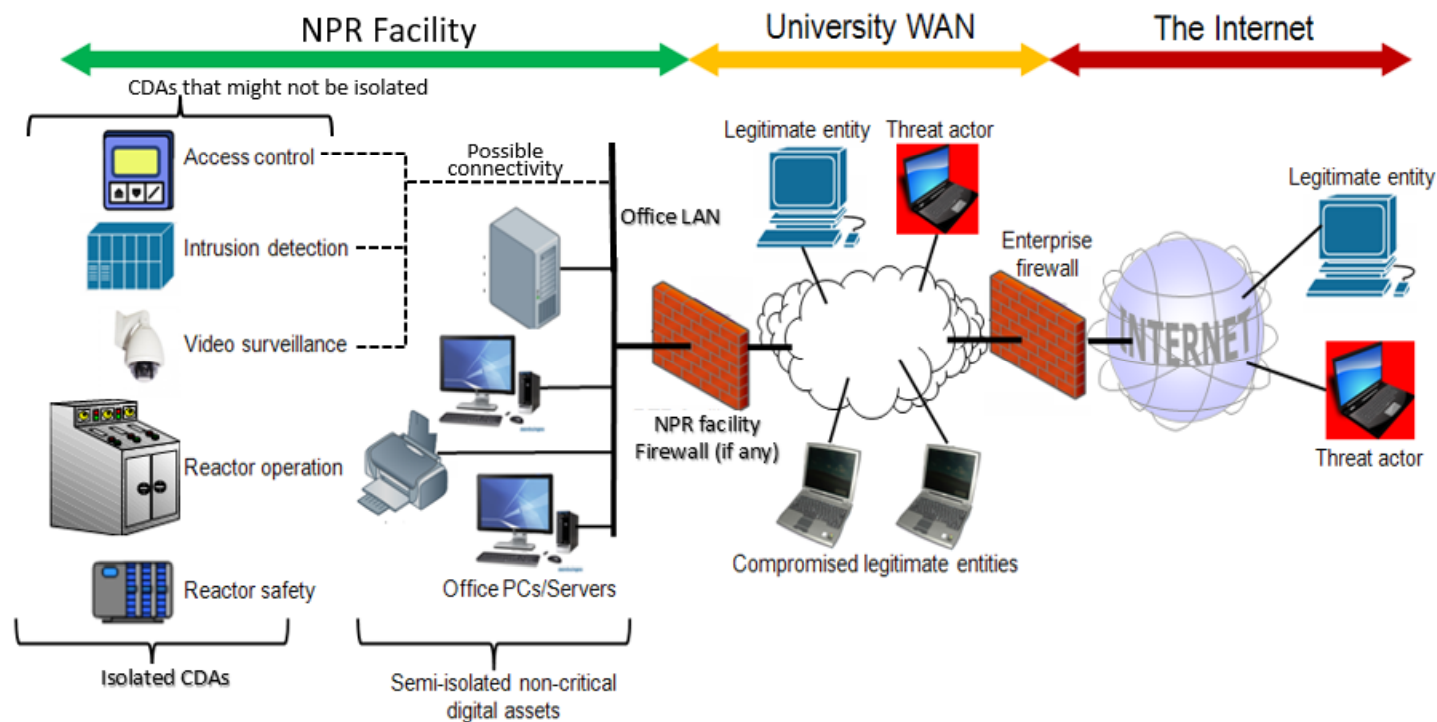 NPR Facility
University WAN
The Internet
CDAs that might not be isolated
Access control
Intrusion detection
Video surveillance
Reactor operation
Reactor safety
Isolated CDAs
Possible
connectivity
Office LAN
Office PCs/Servers
Semi-isolated non-critical
digital assets
NPR facility
Firewall (if any)
Legitimate entity
Threat actor
Compromised legitimate entities
Enterprise
firewall
INTERNET
Legitimate entity
Threat actor